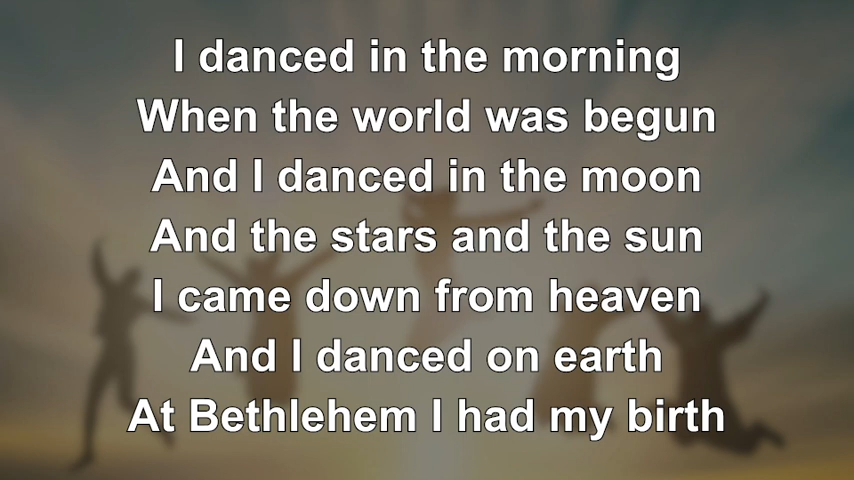 I danced in the morning
When the world was begun
And I danced in the moon
And the stars and the sun
I came down from heaven
And I danced on earth
At Bethlehem I had my birth